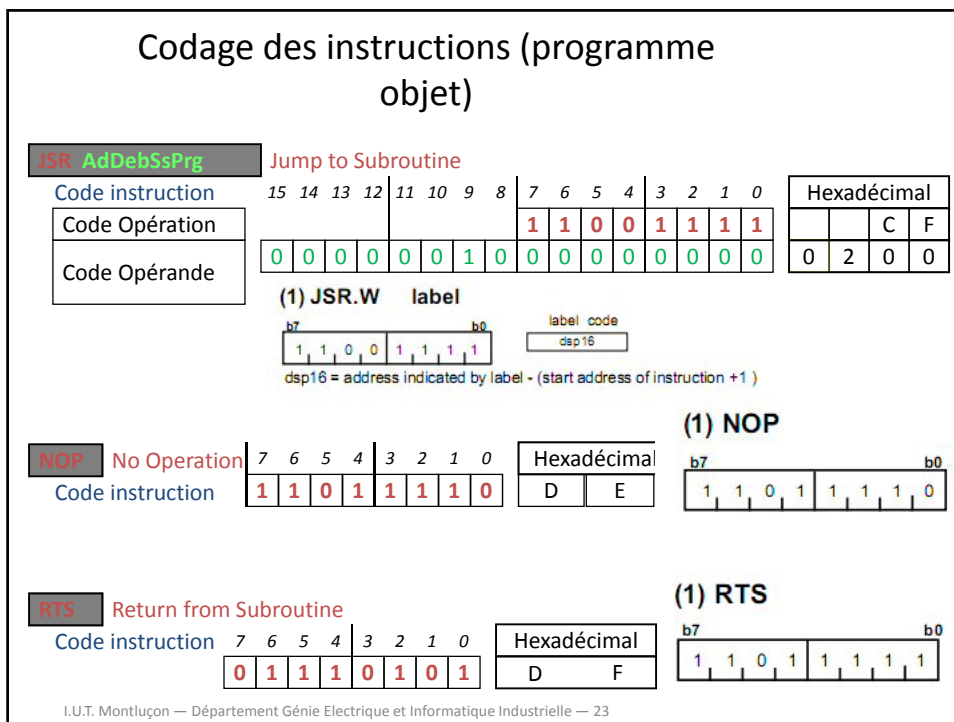 Codage des instructions (programme
objet)
JSR AdDebSsPrg Jump to Subroutine
Code instruction 15 14 13 12 11 10 9 8 7 6 5 4 3 2 1 0 Hexadécimal
Code Opération 1 1 0 0 1 1 1 1 C F
Code Opérande 0 0 0 0 0 0 1 0 0 0 0 0 0 0 0 0 0 2 0 0
(1) JSR.W label
b7 b0 label code
1 1 0 0 1 1 1 1 dsp16
dsp16 = address indicated by label - (start address of instruction +1 )
(1) NOP
NOP No Operation 7 6 5 4 3 2 1 0 Hexadécimal b7 b0
Code instruction 1 1 0 1 1 1 1 0 D E 1 1 0 1 1 1 1 0
(1) RTS
RTS Return from Subroutine
Code instruction 7 6 5 4 3 2 1 0 Hexadécimal b7 b0
0 1 1 1 0 1 0 1 D F 1 1 0 1 1 1 1 1
I.U.T. Montluçon — Département Génie Electrique et Informatique Industrielle — 23